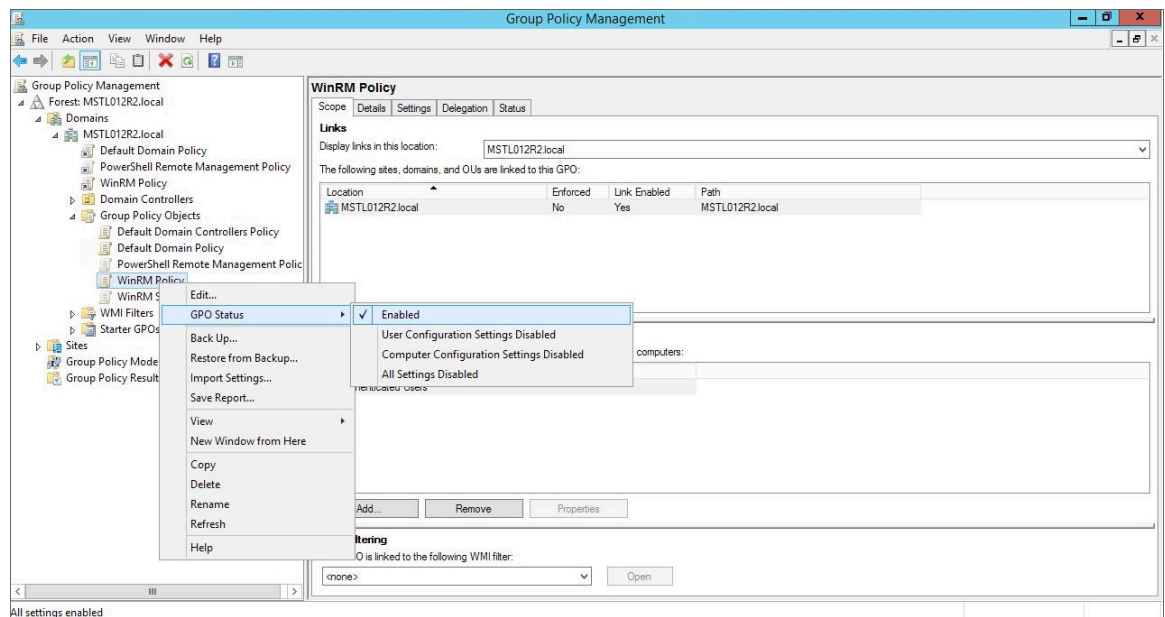 Group Policy Management
File Action View Window Help
Group Policy Management
Forest: MSTL012R2.local
Domains
MSTL012R2.local
Default Domain Policy
PowerShell Remote Management Policy
WinRM Policy
Domain Controllers
Group Policy Objects
Default Domain Controllers Policy
Default Domain Policy
PowerShell Remote Management Polic
WinRM Policy
WinRM S
WMI Filters
Starter GPOs
Sites
Group Policy Mode
Group Policy Result
Edit...
GPO Status
Back Up...
Restore from Backup...
Import Settings...
Save Report...
View
New Window from Here
Copy
Delete
Rename
Refresh
Help
Enabled
User Configuration Settings Disabled
Computer Configuration Settings Disabled
All Settings Disabled
WinRM Policy
Scope Details Settings Delegation Status
Links
Display links in this location: MSTL012R2.local
The following sites, domains, and OUs are linked to this GPO:
Location Enforced Link Enabled Path
MSTL012R2.local No Yes MSTL012R2.local
computers:
Users
Add... Remove Properties
ltering
O is linked to the following WMI filter:
<none> Open
All settings enabled